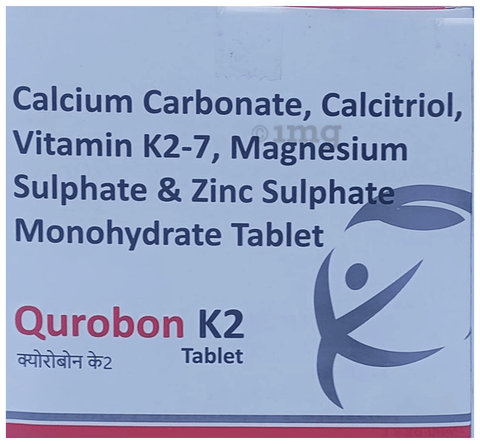 Calcium Carbonate, Calcitriol,
Vitamin K2-7, Magnesium
Sulphate & Zinc Sulphate
Monohydrate Tablet
Qurobon K2
Tablet
क्योरोबोन के2
1mg